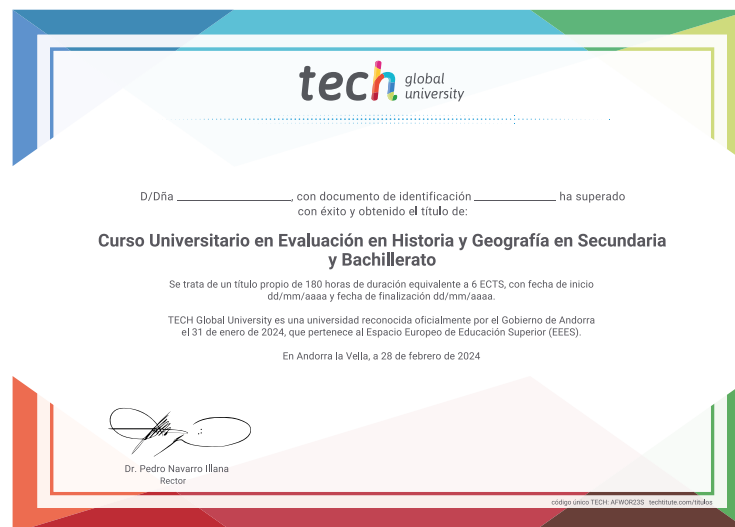 tech global university
D/Dña ______________, con documento de identificación __________ ha superado
con éxito y obtenido el título de:
Curso Universitario en Evaluación en Historia y Geografía en Secundaria
y Bachillerato
Se trata de un título propio de 180 horas de duración equivalente a 6 ECTS, con fecha de inicio
dd/mm/aaaa y fecha de finalización dd/mm/aaaa.
TECH Global University es una universidad reconocida oficialmente por el Gobierno de Andorra
el 31 de enero de 2024, que pertenece al Espacio Europeo de Educación Superior (EEES).
En Andorra la Vella, a 28 de febrero de 2024
Dr. Pedro Navarro Illana
Rector
código único TECH: AFWOR23S techtitute.com/titulos